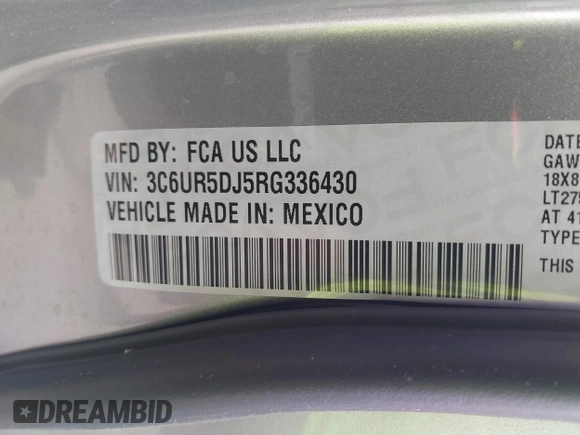 MFD BY: FCA US LLC
VIN: 3C6UR5DJ5RG336430
VEHICLE MADE IN: MEXICO
DATE
GAW
18X8
LT275
AT 41
TYPE
THIS
DREAMBID